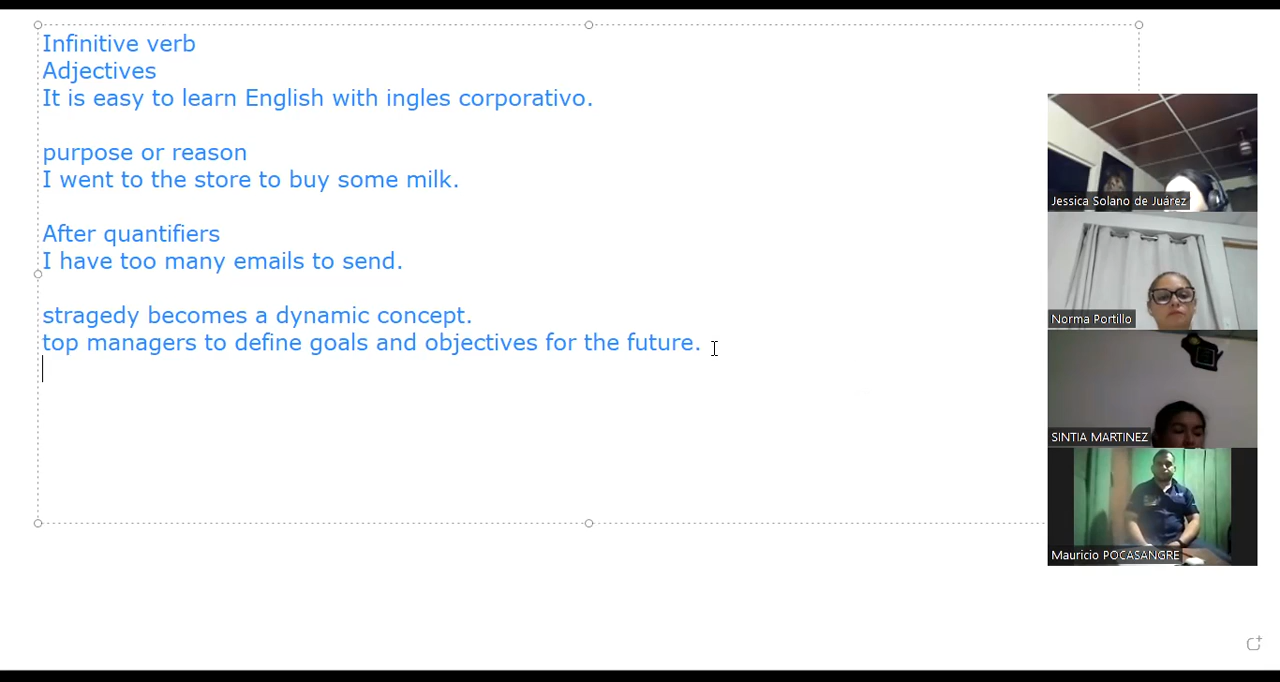 Infinitive verb
Adjectives
It is easy to learn English with ingles corporativo.
purpose or reason
I went to the store to buy some milk.
After quantifiers
I have too many emails to send.
stragedy becomes a dynamic concept.
top managers to define goals and objectives for the future.
Jessica Solano de Juárez
Norma Portillo
SINTIA MARTINEZ
Mauricio POCASANGRE